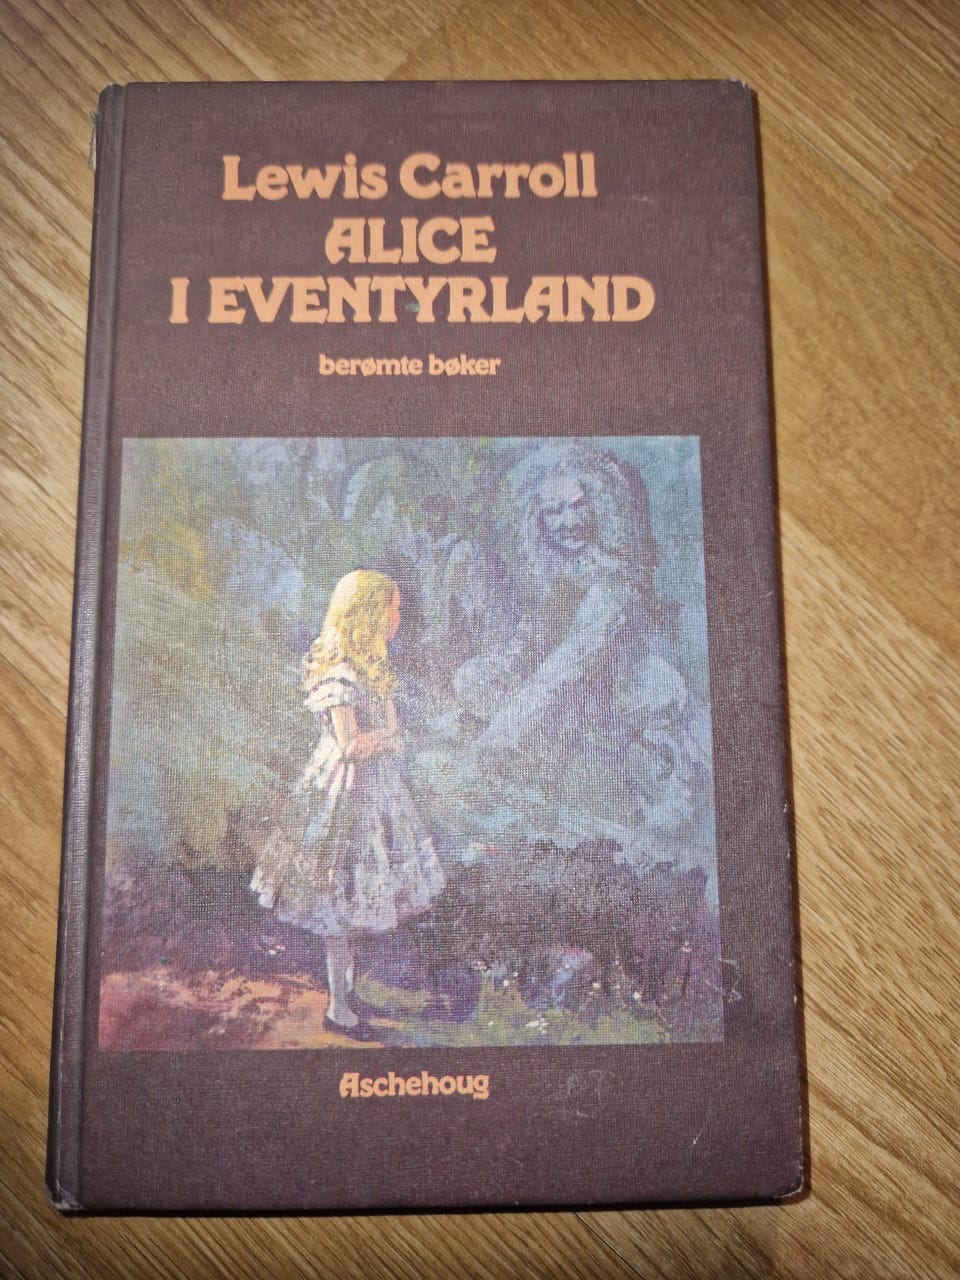 Lewis Carroll
ALICE
I EVENTYRLAND
berømte bøker
Aschehoug